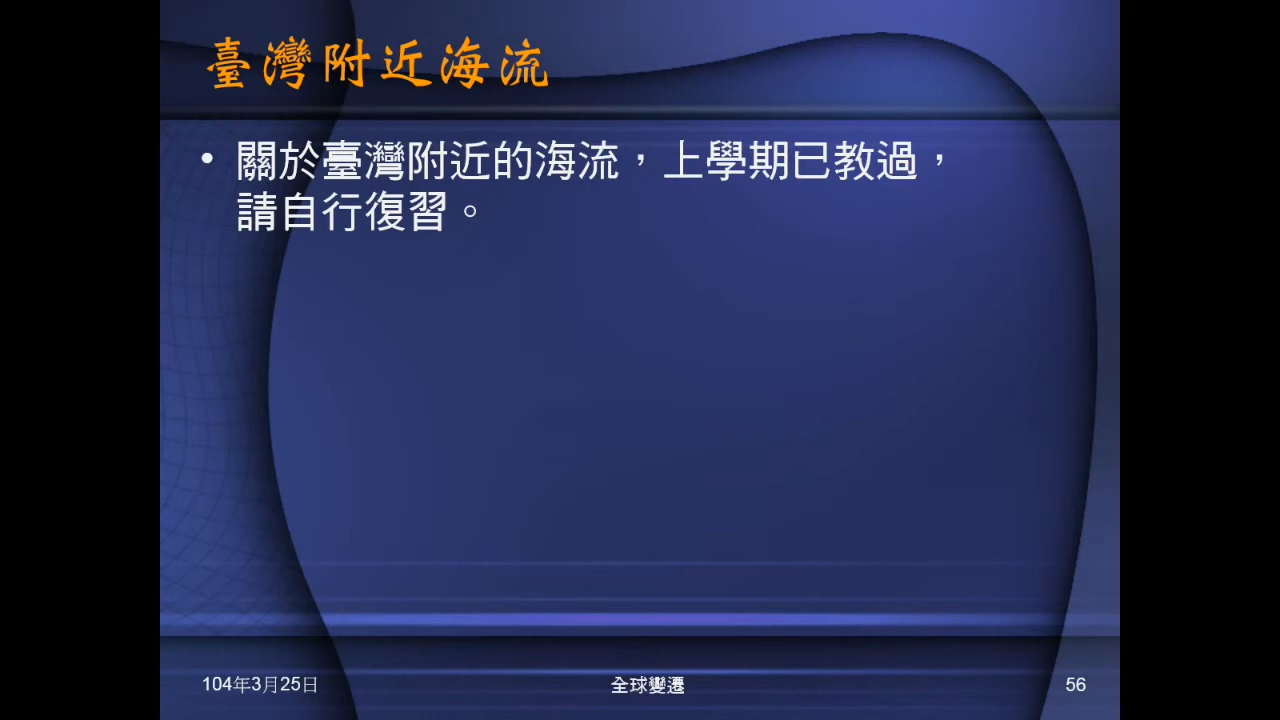 臺灣附近海流
• 關於臺灣附近的海流，上學期已教過，
請自行復習。
104年3月25日
全球變遷
56